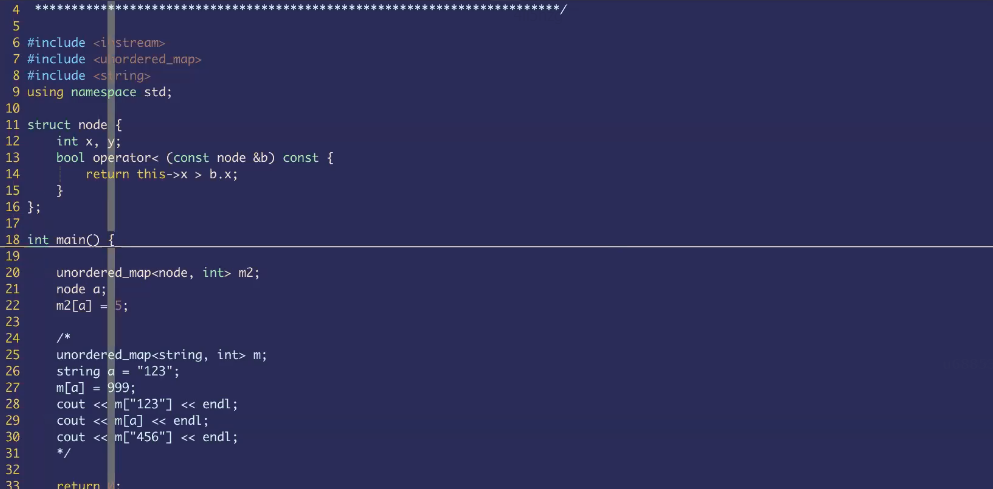 4 *************************************************************************/
5
6 #include <iostream>
7 #include <unordered_map>
8 #include <string>
9 using namespace std;
10
11 struct node {
12     int x, y;
13     bool operator< (const node &b) const {
14         return this->x > b.x;
15     }
16 };
17
18 int main() {
19
20     unordered_map<node, int> m2;
21     node a;
22     m2[a] = 5;
23
24     /*
25     unordered_map<string, int> m;
26     string a = "123";
27     m[a] = 999;
28     cout << m["123"] << endl;
29     cout << m[a] << endl;
30     cout << m["456"] << endl;
31     */
32
33     return ;